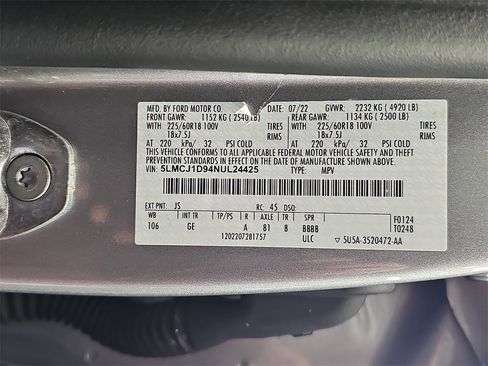 MFD. BY FORD MOTOR CO. DATE: 07/22 GVWR: 2232 KG ( 4920 LB)
FRONT GAWR: 1152 KG ( 2540 LB) REAR GAWR: 1134 KG ( 2500 LB)
WITH 225/60R18 100V TIRES WITH 225/60R18 100V TIRES
18x7.5J RIMS 18x7.5J RIMS
AT 220 kPa/ 32 PSI COLD AT 220 kPa/ 32 PSI COLD
THIS VEHICLE CONFORMS TO ALL APPLICABLE FEDERAL MOTOR VEHICLE SAFETY
STANDARDS IN EFFECT ON THE DATE OF MANUFACTURE SHOWN ABOVE.
VIN: 5LMCJ1D94NUL24425 TYPE: MPV
EXT PNT: JS RC: 45 DSO:
WB INT TR TP/PS R AXLE TR SPR F0124
106 GE A 81 8 BBBB T0248
1202207281757 ULC ▽ 5U5A-3520472-AA